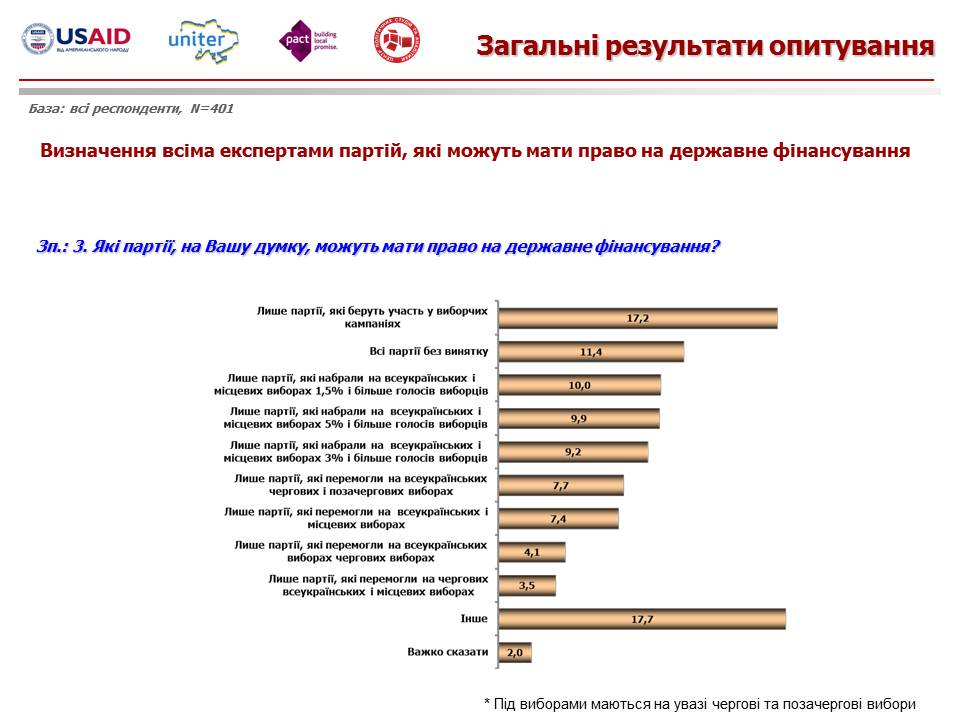 USAID
ВІД АМЕРИКАНСЬКОГО НАРОДУ
uniter
pact
building
local
promise.
Загальні результати опитування
База: всі респонденти, N=401
Визначення всіма експертами партій, які можуть мати право на державне фінансування
Зп.: 3. Які партії, на Вашу думку, можуть мати право на державне фінансування?
Лише партії, які беруть участь у виборчих
кампаніях
17,2
Всі партії без винятку
11,4
Лише партії, які набрали на всеукраїнських і
місцевих виборах 1,5% і більше голосів виборців
10,0
Лише партії, які набрали на всеукраїнських і
місцевих виборах 5% і більше голосів виборців
9,9
Лише партії, які набрали на всеукраїнських і
місцевих виборах 3% і більше голосів виборців
9,2
Лише партії, які перемогли на всеукраїнських
чергових і позачергових виборах
7,7
Лише партії, які перемогли на всеукраїнських і
місцевих виборах
7,4
Лише партії, які перемогли на всеукраїнських
виборах чергових виборах
4,1
Лише партії, які перемогли на чергових
всеукраїнських і місцевих виборах
3,5
Інше
17,7
Важко сказати
2,0
* Під виборами маються на увазі чергові та позачергові вибори